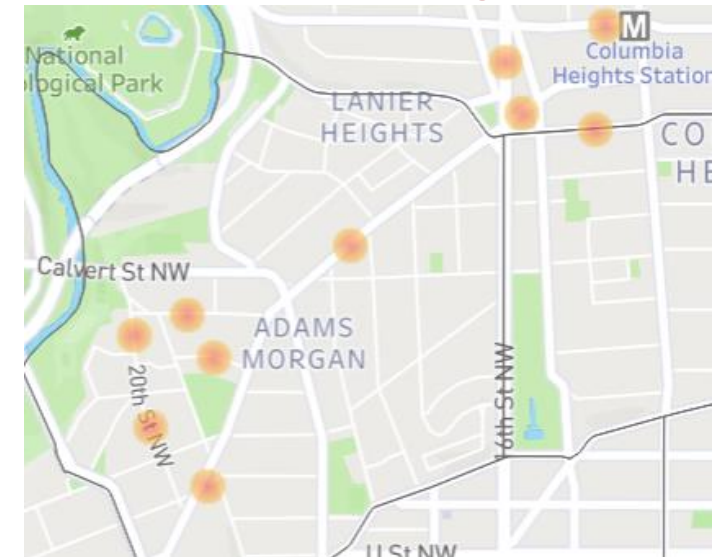 M
National
ological Park
Columbia
Heights Station
LANIER
HEIGHTS
CO
HE
Calvert St NW
ADAMS
MORGAN
20th St NW
16th St NW
U St NW